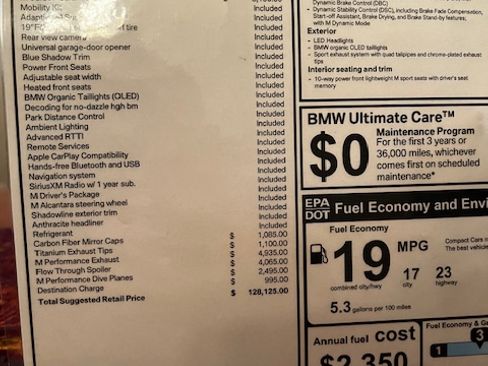 Mobility Kit Included
Included
Included
Rear view camera Included
Universal garage-door opener Included
Blue Shadow Trim Included
Power Front Seats Included
Adjustable seat width Included
Heated front seats Included
BMW Organic Taillights (OLED) Included
Decoding for no-dazzle high bm Included
Park Distance Control Included
Ambient Lighting Included
Advanced RTTI Included
Remote Services Included
Apple CarPlay Compatibility Included
Hands-free Bluetooth and USB Included
Navigation system Included
SiriusXM Radio w/ 1 year sub. Included
M Driver's Package Included
M Alcantara steering wheel Included
Shadowline exterior trim Included
Anthracite headliner Included
Refrigerant Included
Carbon Fiber Mirror Caps $ 1,085.00
Titanium Exhaust Tips $ 1,100.00
M Performance Exhaust $ 4,935.00
Flow Through Spoiler $ 4,065.00
M Performance Dive Planes $ 2,495.00
Destination Charge $ 995.00
Total Suggested Retail Price $ 128,125.00
Dynamic Brake Control (DBC)
• Dynamic Stability Control (DSC), including Brake Fade Compensation,
Start-off Assistant, Brake Drying, and Brake Stand-by features;
with M Dynamic Mode
Exterior
• LED Headlights
• BMW organic OLED taillights
• Sport exhaust system with quad tailpipes and chrome-plated exhaust
tips
Interior seating and trim
• 10-way power front lightweight M sport seats with driver's seat
memory
BMW Ultimate Care™
$0
Maintenance Program
For the first 3 years or
36,000 miles, whichever
comes first on scheduled
maintenance*
EPA
DOT
Fuel Economy and Envi
Fuel Economy
19 MPG
combined city/hwy
17
city
23
highway
Compact Cars
The best vehicle
5.3 gallons per 100 miles
Annual fuel cost
$2,350
Fuel Economy & G
1
3